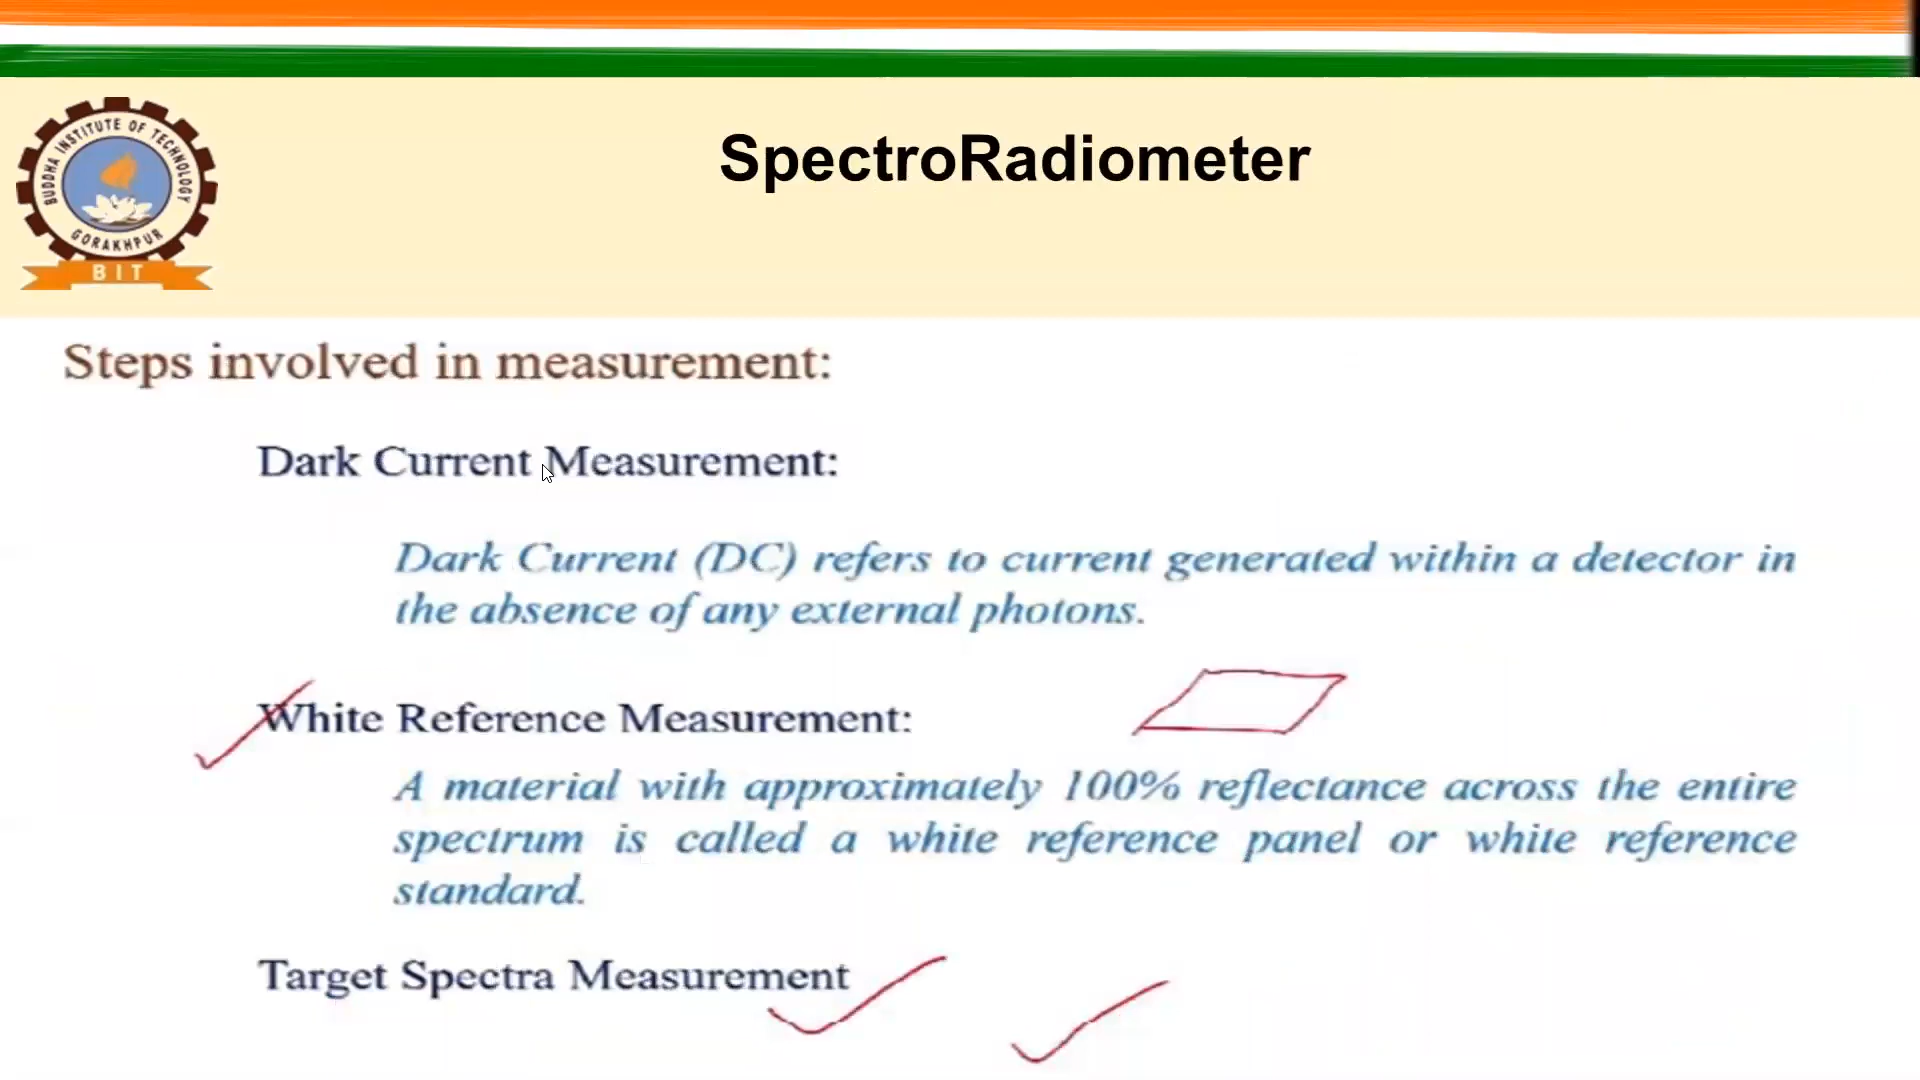 BUDDHA INSTITUTE OF TECHNOLOGY
GORAKHPUR
BIT
SpectroRadiometer
Steps involved in measurement:
Dark Current Measurement:
Dark Current (DC) refers to current generated within a detector in
the absence of any external photons.
White Reference Measurement:
A material with approximately 100% reflectance across the entire
spectrum is called a white reference panel or white reference
standard.
Target Spectra Measurement